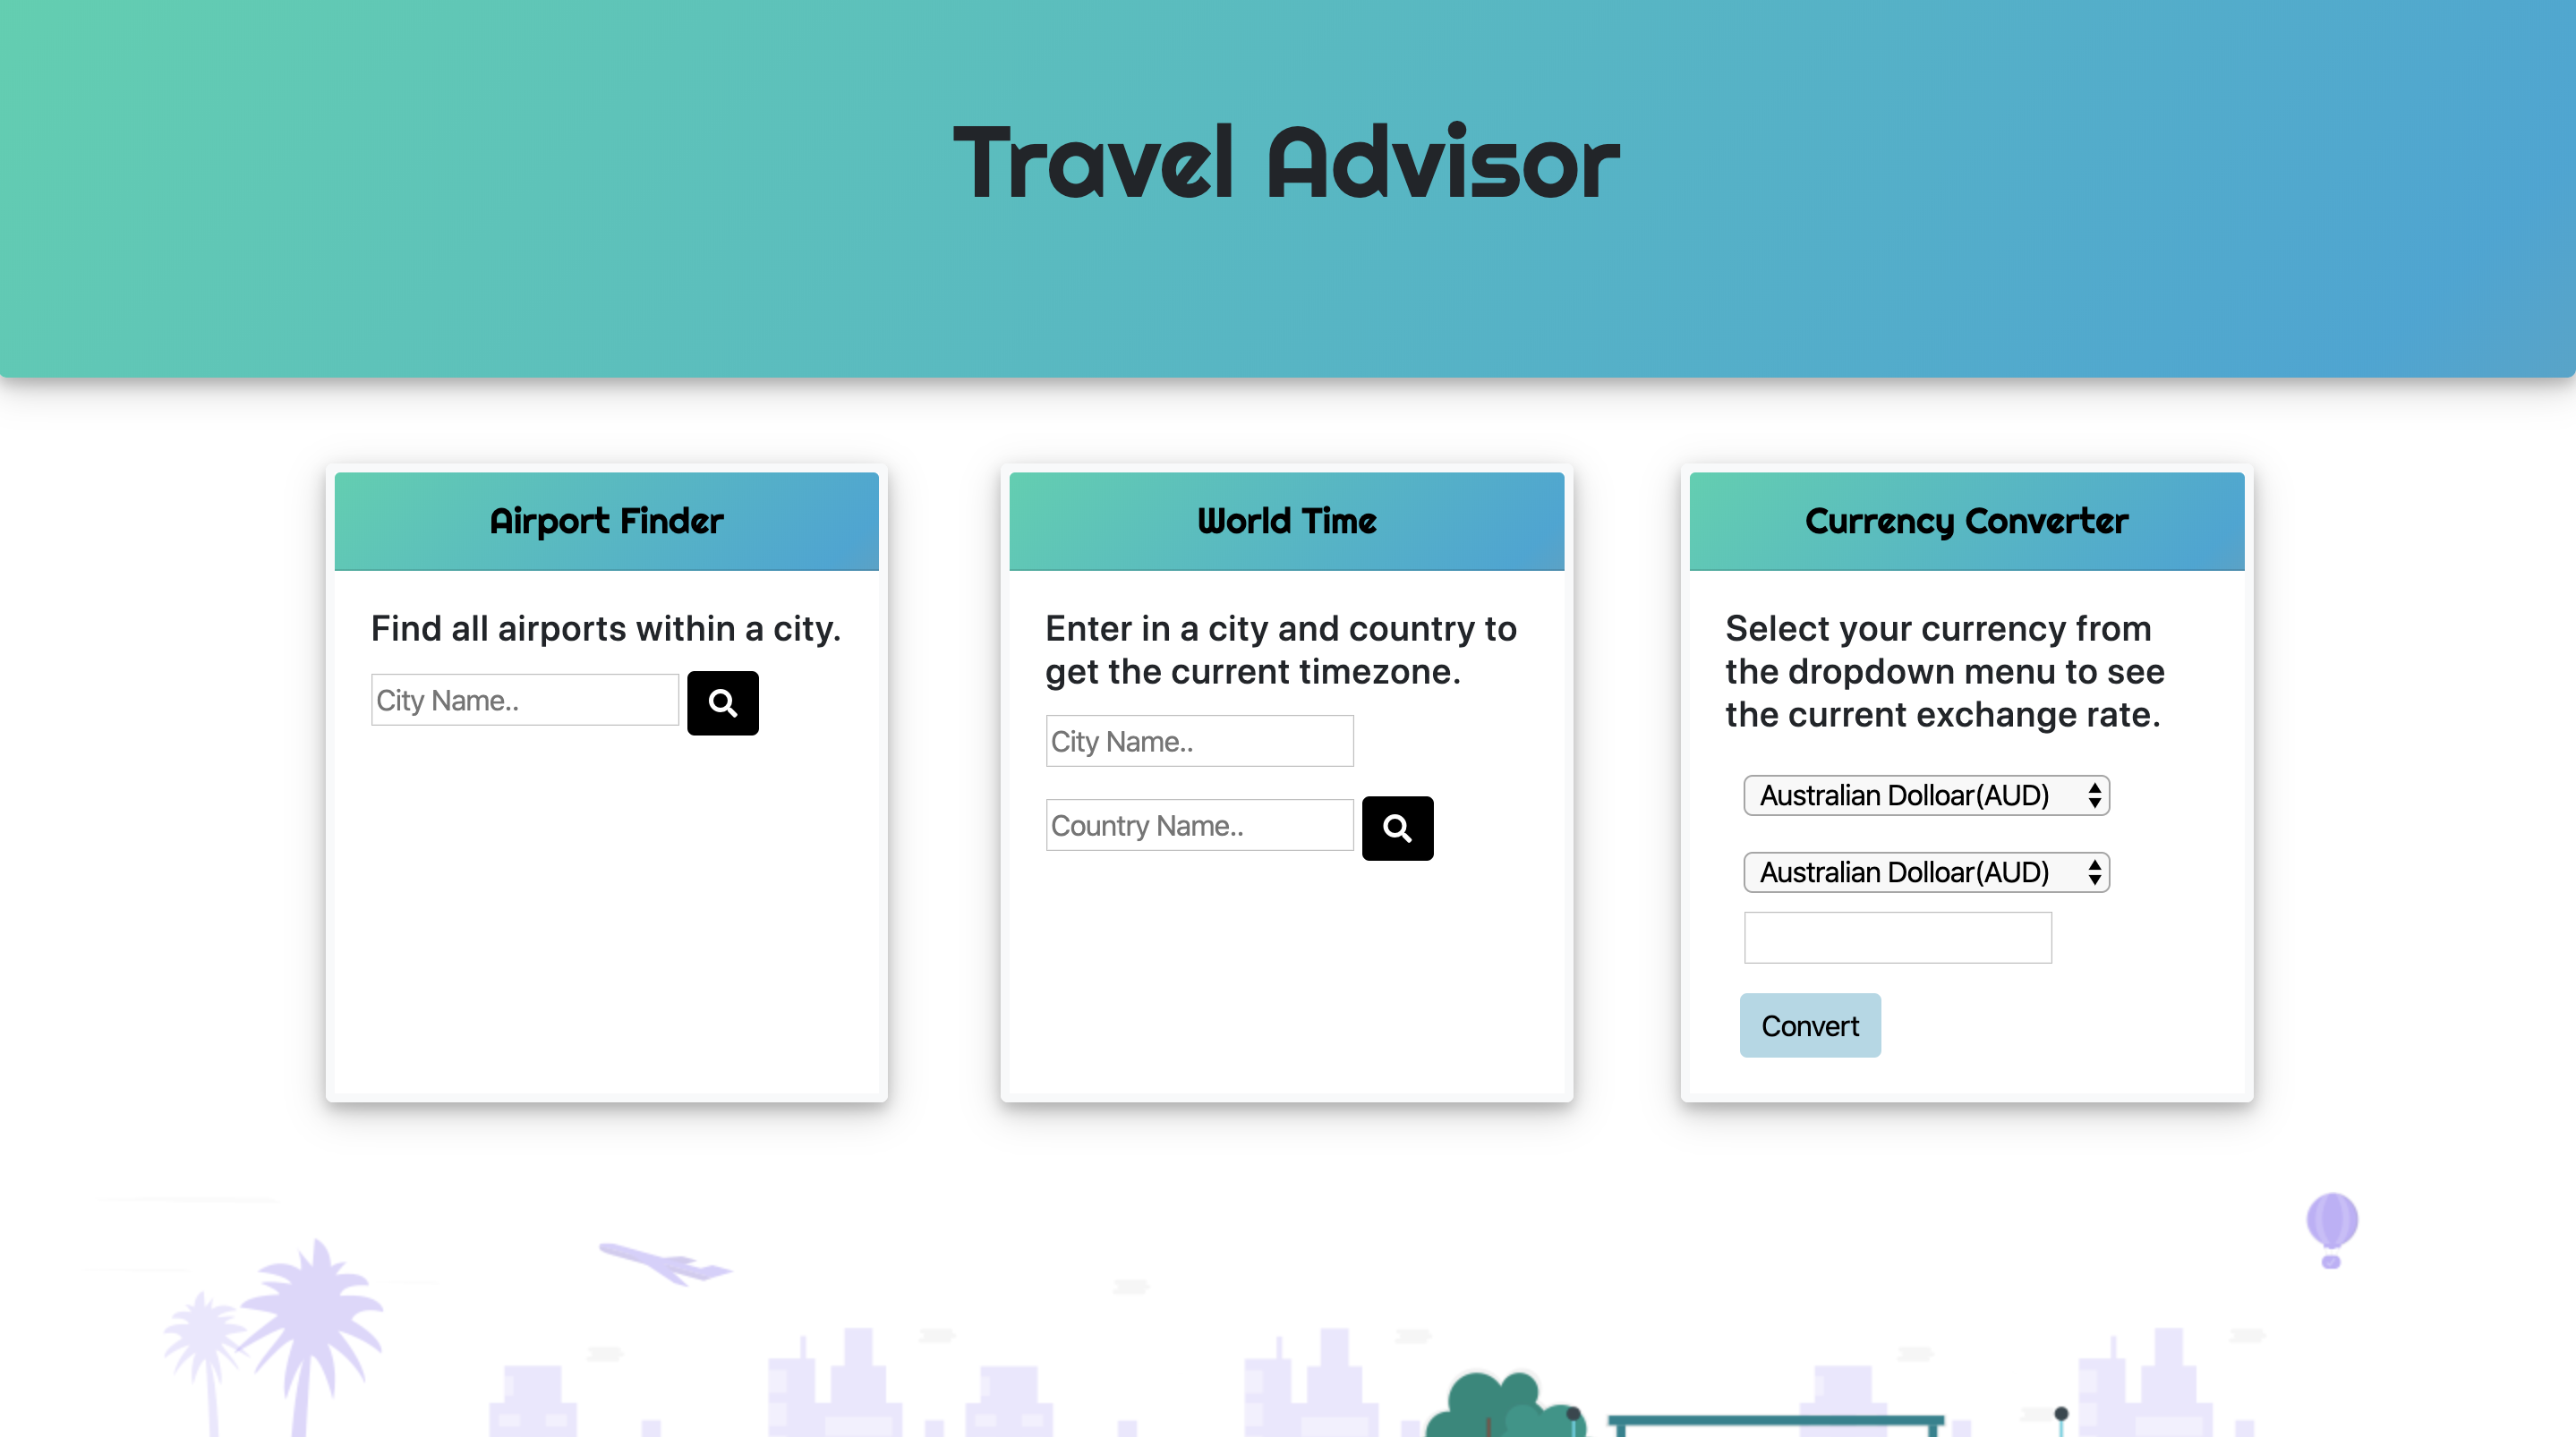 Travel Advisor
Airport Finder
Find all airports within a city.
City Name..
World Time
Enter in a city and country to
get the current timezone.
City Name..
Country Name..
Currency Converter
Select your currency from
the dropdown menu to see
the current exchange rate.
Australian Dolloar(AUD)
Australian Dolloar(AUD)
Convert